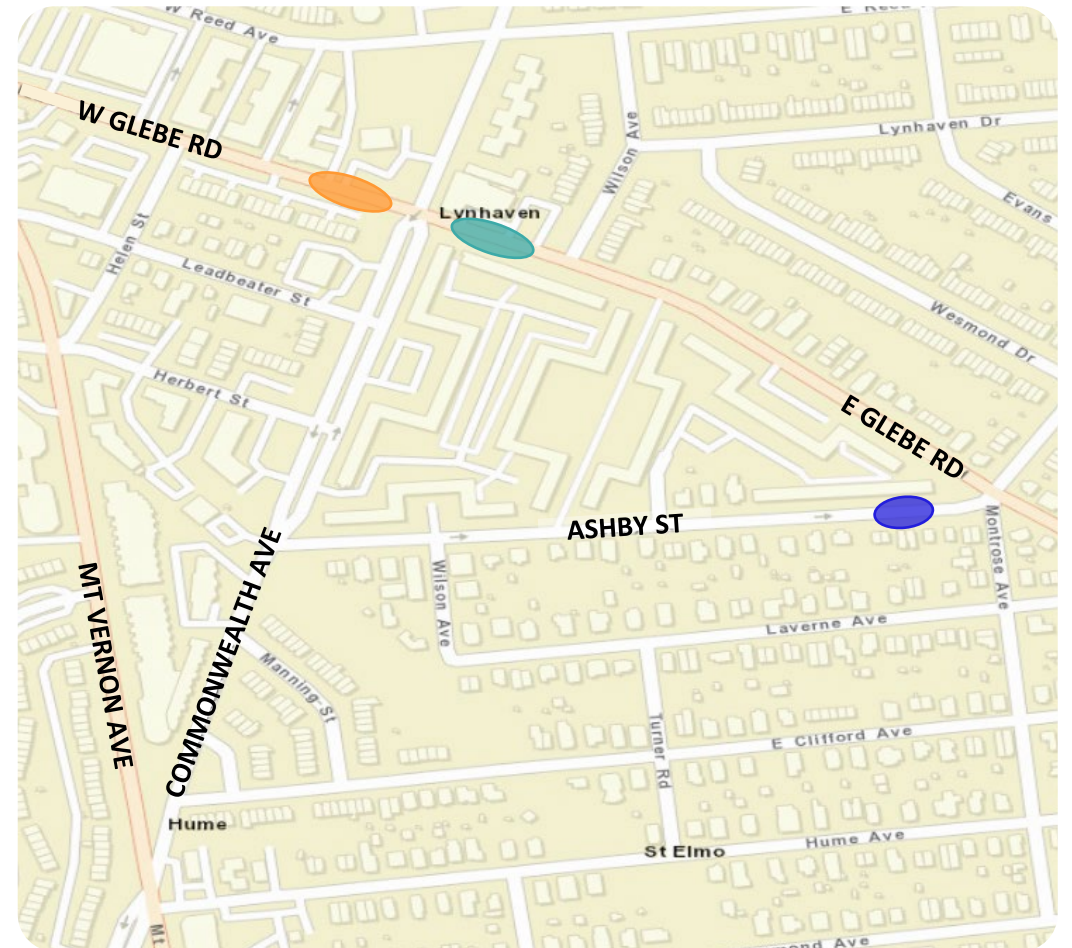 W Reed Ave
W GLEBE RD
Lynhaven Dr
Wilson Ave
Evans
Lynhaven
Helen St
Leadbeater St
Wesmond Dr
Herbert St
E GLEBE RD
ASHBY ST
Montrose Ave
COMMONWEALTH AVE
MT VERNON AVE
Wilson Ave
Laverne Ave
Manning St
Turner Rd
E Clifford Ave
Hume
Hume Ave
St Elmo
Mt
Ave